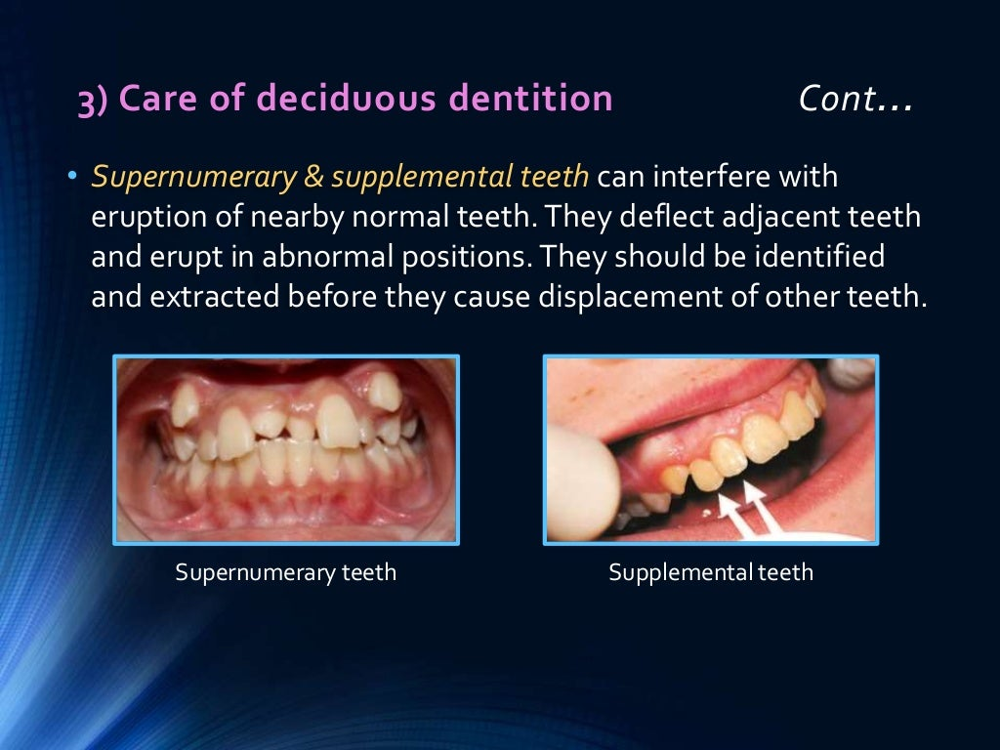 3) Care of deciduous dentition Cont...
• Supernumerary & supplemental teeth can interfere with
eruption of nearby normal teeth. They deflect adjacent teeth
and erupt in abnormal positions. They should be identified
and extracted before they cause displacement of other teeth.
Supernumerary teeth
Supplemental teeth